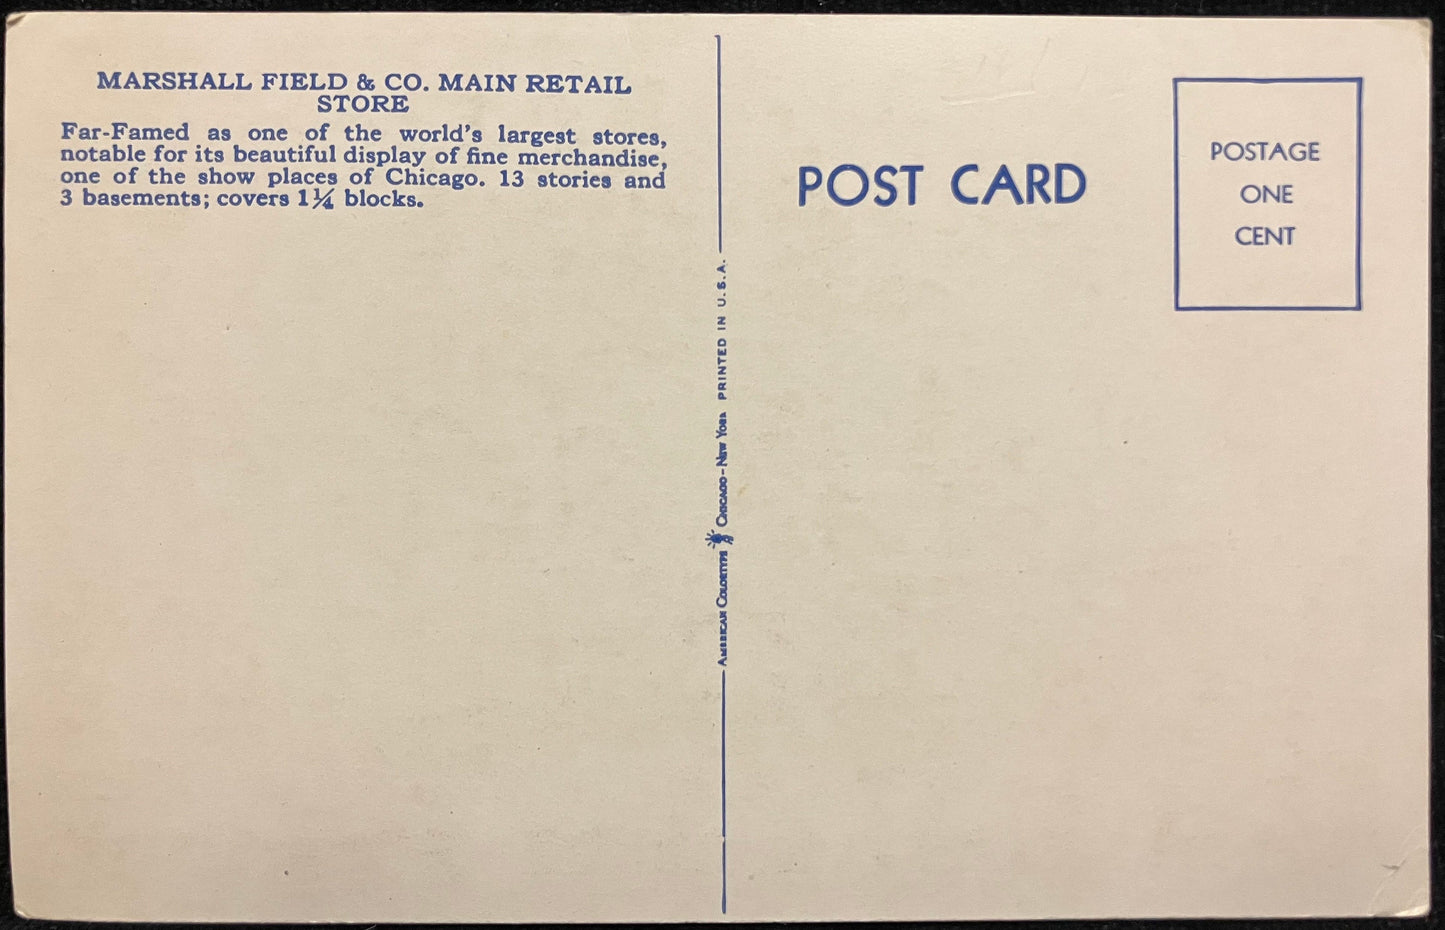 MARSHALL FIELD & CO. MAIN RETAIL
STORE
Far-Famed as one of the world's largest stores,
notable for its beautiful display of fine merchandise,
one of the show places of Chicago. 13 stories and
3 basements; covers 1¼ blocks.
AMERICAN COLORTYPE CHICAGO-NEW YORK PRINTED IN U.S.A.
POST CARD
POSTAGE
ONE
CENT